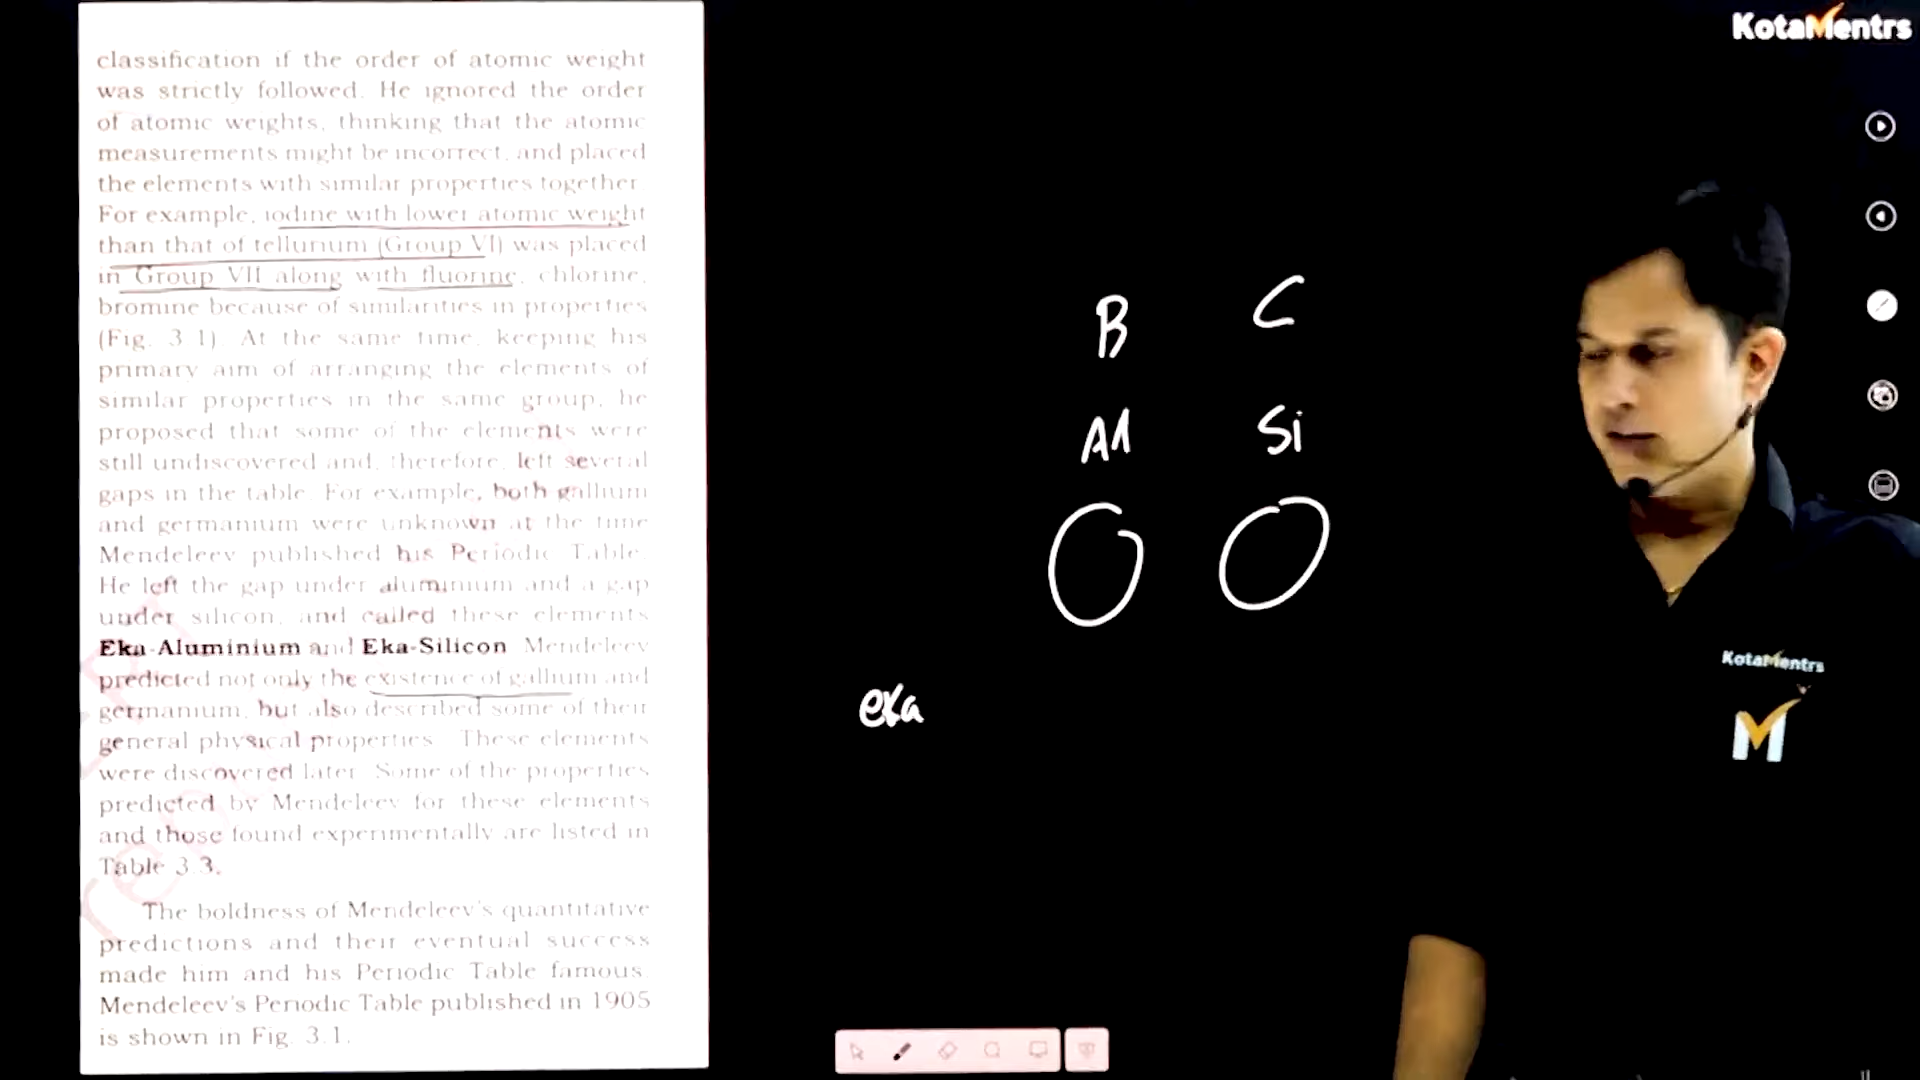 classification if the order of atomic weight
was strictly followed. He ignored the order
of atomic weights, thinking that the atomic
measurements might be incorrect, and placed
the elements with similar properties together.
For example, iodine with lower atomic weight
than that of tellurium (Group VI) was placed
in Group VII along with fluorine, chlorine,
bromine because of similarities in properties
(Fig. 3.1). At the same time, keeping his
primary aim of arranging the elements of
similar properties in the same group, he
proposed that some of the elements were
still undiscovered and, therefore, left several
gaps in the table. For example, both gallium
and germanium were unknown at the time
Mendeleev published his Periodic Table.
He left the gap under aluminium and a gap
under silicon, and called these elements
Eka-Aluminium and Eka-Silicon. Mendeleev
predicted not only the existence of gallium and
germanium, but also described some of their
general physical properties. These elements
were discovered later. Some of the properties
predicted by Mendeleev for these elements
and those found experimentally are listed in
Table 3.3.
The boldness of Mendeleev's quantitative
predictions and their eventual success
made him and his Periodic Table famous.
Mendeleev's Periodic Table published in 1905
is shown in Fig. 3.1.
B C
Al Si
eka
KotaMentrs
KotaMentrs
M